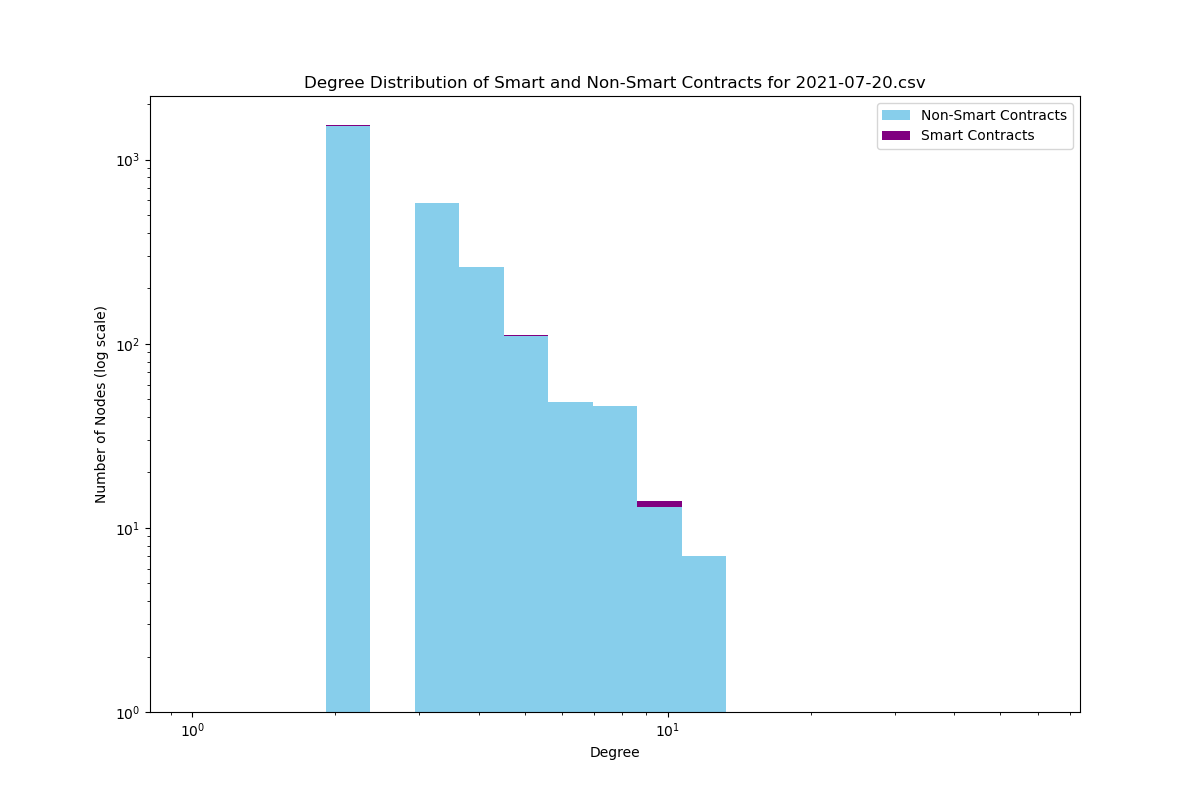 Degree Distribution of Smart and Non-Smart Contracts for 2021-07-20.csv
Non-Smart Contracts
Smart Contracts
Number of Nodes (log scale)
10³
10²
10¹
10⁰
10⁰ 10¹
Degree